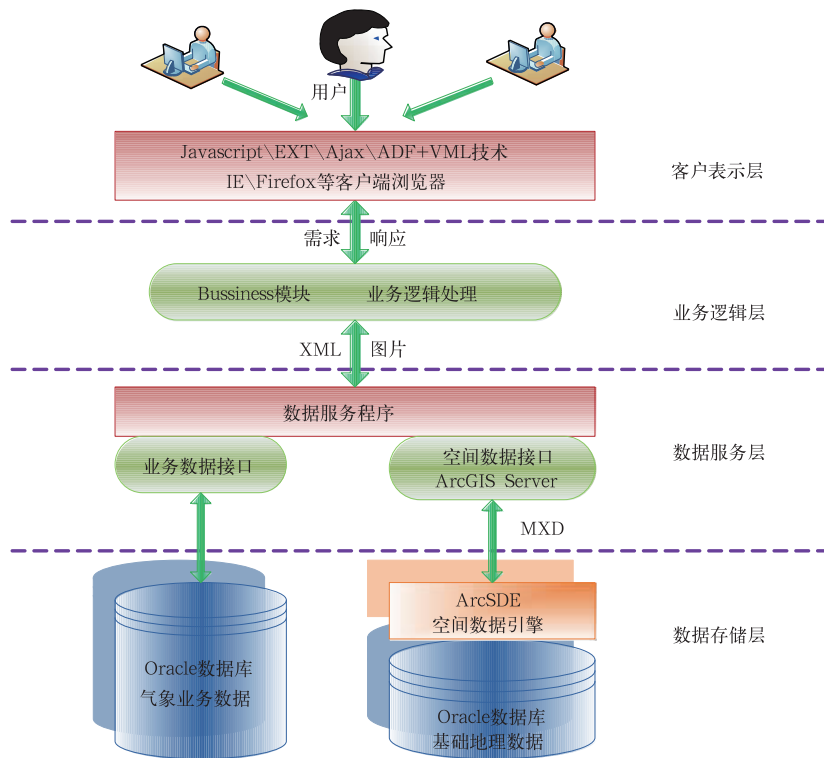 用户
Javascript\EXT\Ajax\ADF+VML技术
IE\Firefox等客户端浏览器
客户表示层
需求 响应
Bussiness模块 业务逻辑处理
业务逻辑层
XML 图片
数据服务程序
业务数据接口
空间数据接口
ArcGIS Server
数据服务层
MXD
ArcSDE
空间数据引擎
数据存储层
Oracle数据库
气象业务数据
Oracle数据库
基础地理数据